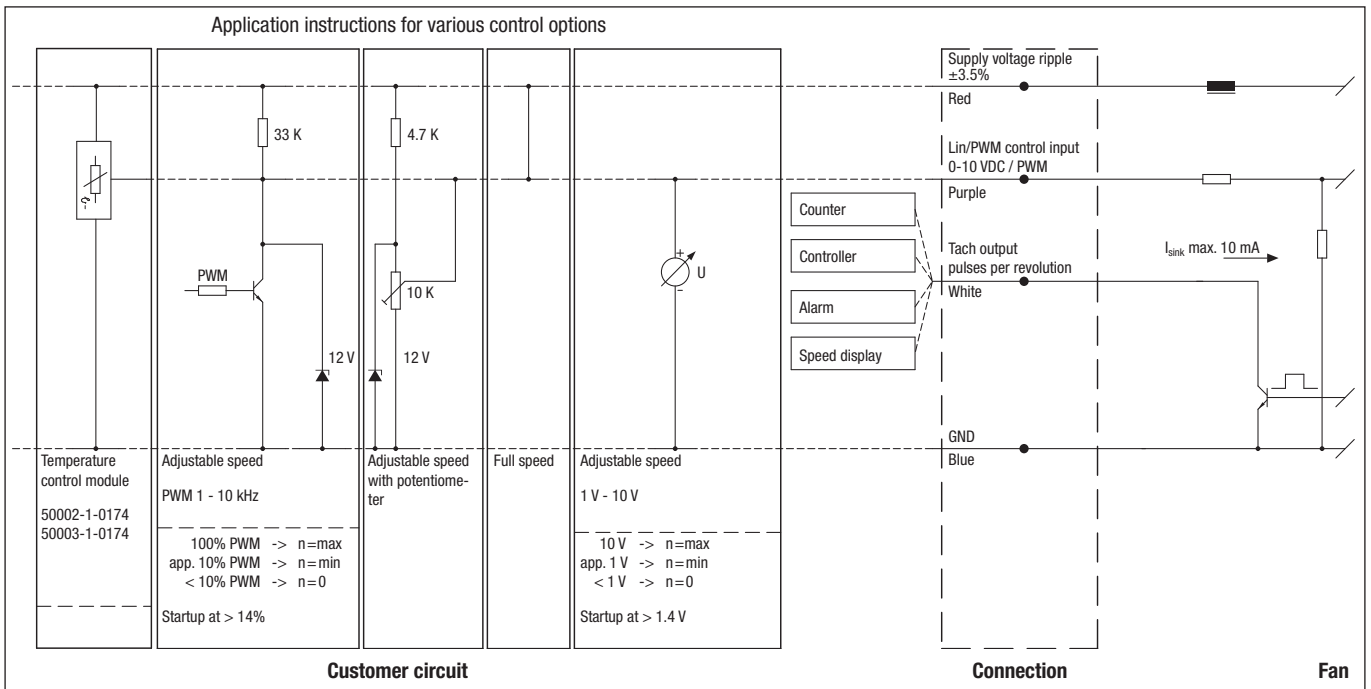 Application instructions for various control options
33 K
PWM
12 V
4.7 K
10 K
12 V
+
U
–
Temperature
control module
50002-1-0174
50003-1-0174
Adjustable speed
PWM 1 - 10 kHz
100% PWM -> n=max
app. 10% PWM -> n=min
< 10% PWM -> n=0
Startup at > 14%
Adjustable speed
with potentiome-
ter
Full speed
Adjustable speed
1 V - 10 V
10 V -> n=max
app. 1 V -> n=min
< 1 V -> n=0
Startup at > 1.4 V
Counter
Controller
Alarm
Speed display
Supply voltage ripple
±3.5%
Red
Lin/PWM control input
0-10 VDC / PWM
Purple
Tach output
pulses per revolution
White
GND
Blue
Isink max. 10 mA
Customer circuit
Connection
Fan